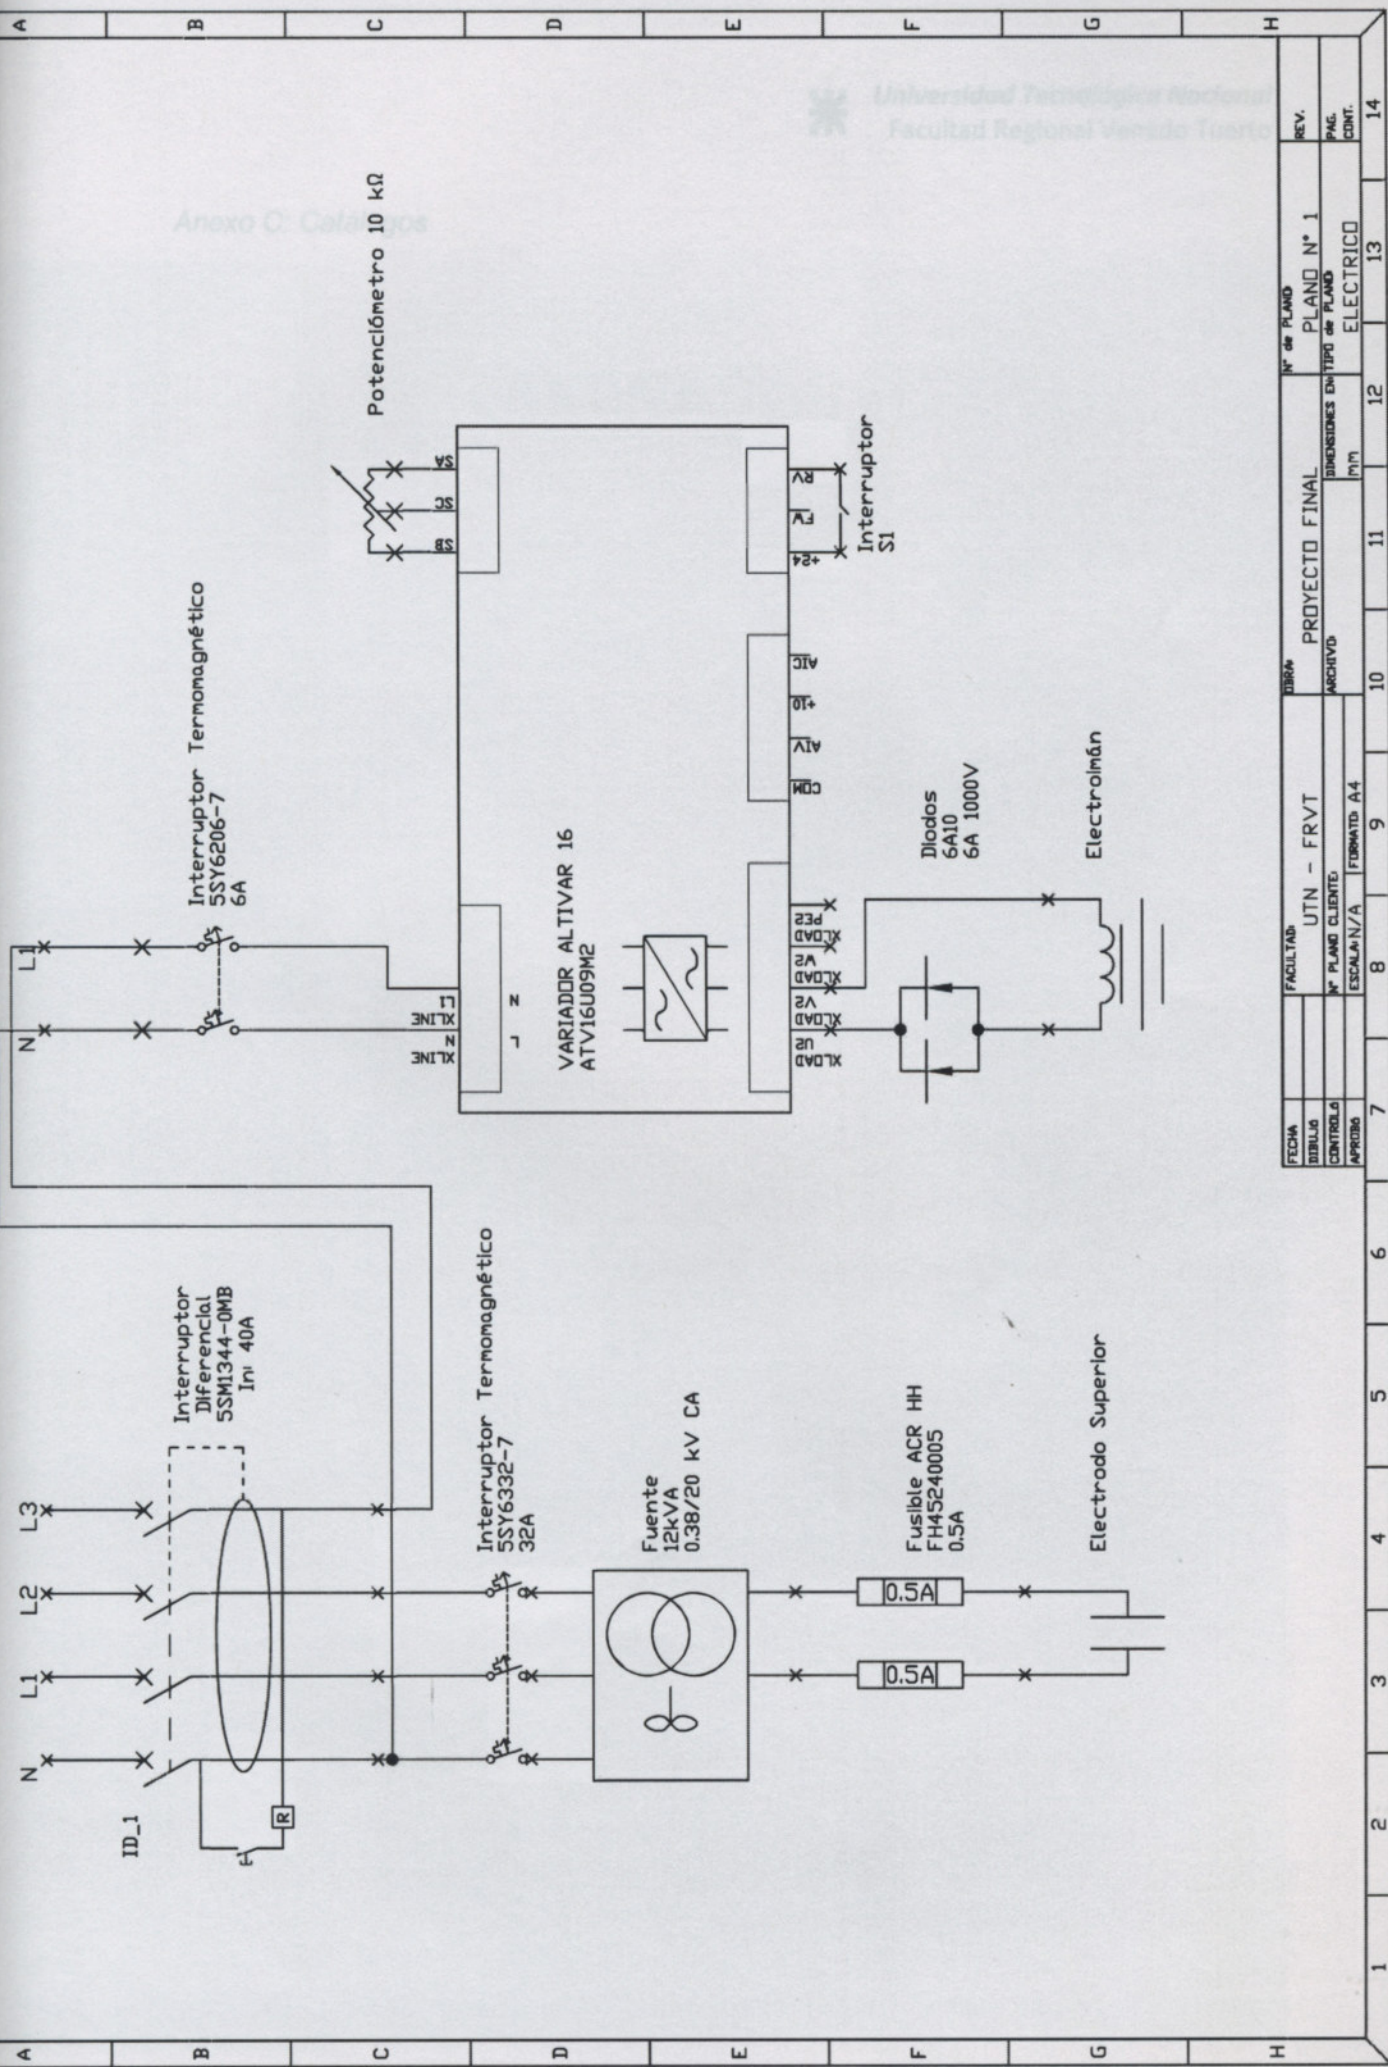 A
B
C
D
E
F
G
H
Universidad Tecnológica Nacional
Facultad Regional Venado Tuerto
Anexo C: Catálogos
N
L1
L2
L3
ID_1
R
Interruptor
Diferencial
5SM1344-0MB
In: 40A
Interruptor Termomagnético
5SY6332-7
32A
Fuente
12kVA
0.38/20 kV CA
0.5A
0.5A
Fusible ACR HH
FH45240005
0.5A
Electrodo Superior
N
L1
Interruptor Termomagnético
5SY6206-7
6A
XLINE
N
XLINE
L1
L
N
VARIADOR ALTIVAR 16
ATV16U09M2
Potenciómetro 10 kΩ
SB
SC
SA
XLOAD
U2
XLOAD
V2
XLOAD
W2
XLOAD
PE2
COM
AIV
+10
AIC
+24
FW
RV
Interruptor
S1
Diodos
6A10
6A 1000V
Electroimán
FECHA
DIBUJó
CONTROLó
APROBó
FACULTAD:
UTN - FRVT
Nº PLANO CLIENTE:
ESCALA: N/A
FORMATO: A4
OBRA:
PROYECTO FINAL
ARCHIVO:
DIMENSIONES EN:
mm
Nº de PLANO:
PLANO Nº 1
TIPO de PLANO:
ELECTRICO
REV.
PAG.
CONT.
1
2
3
4
5
6
7
8
9
10
11
12
13
14
A
B
C
D
E
F
G
H